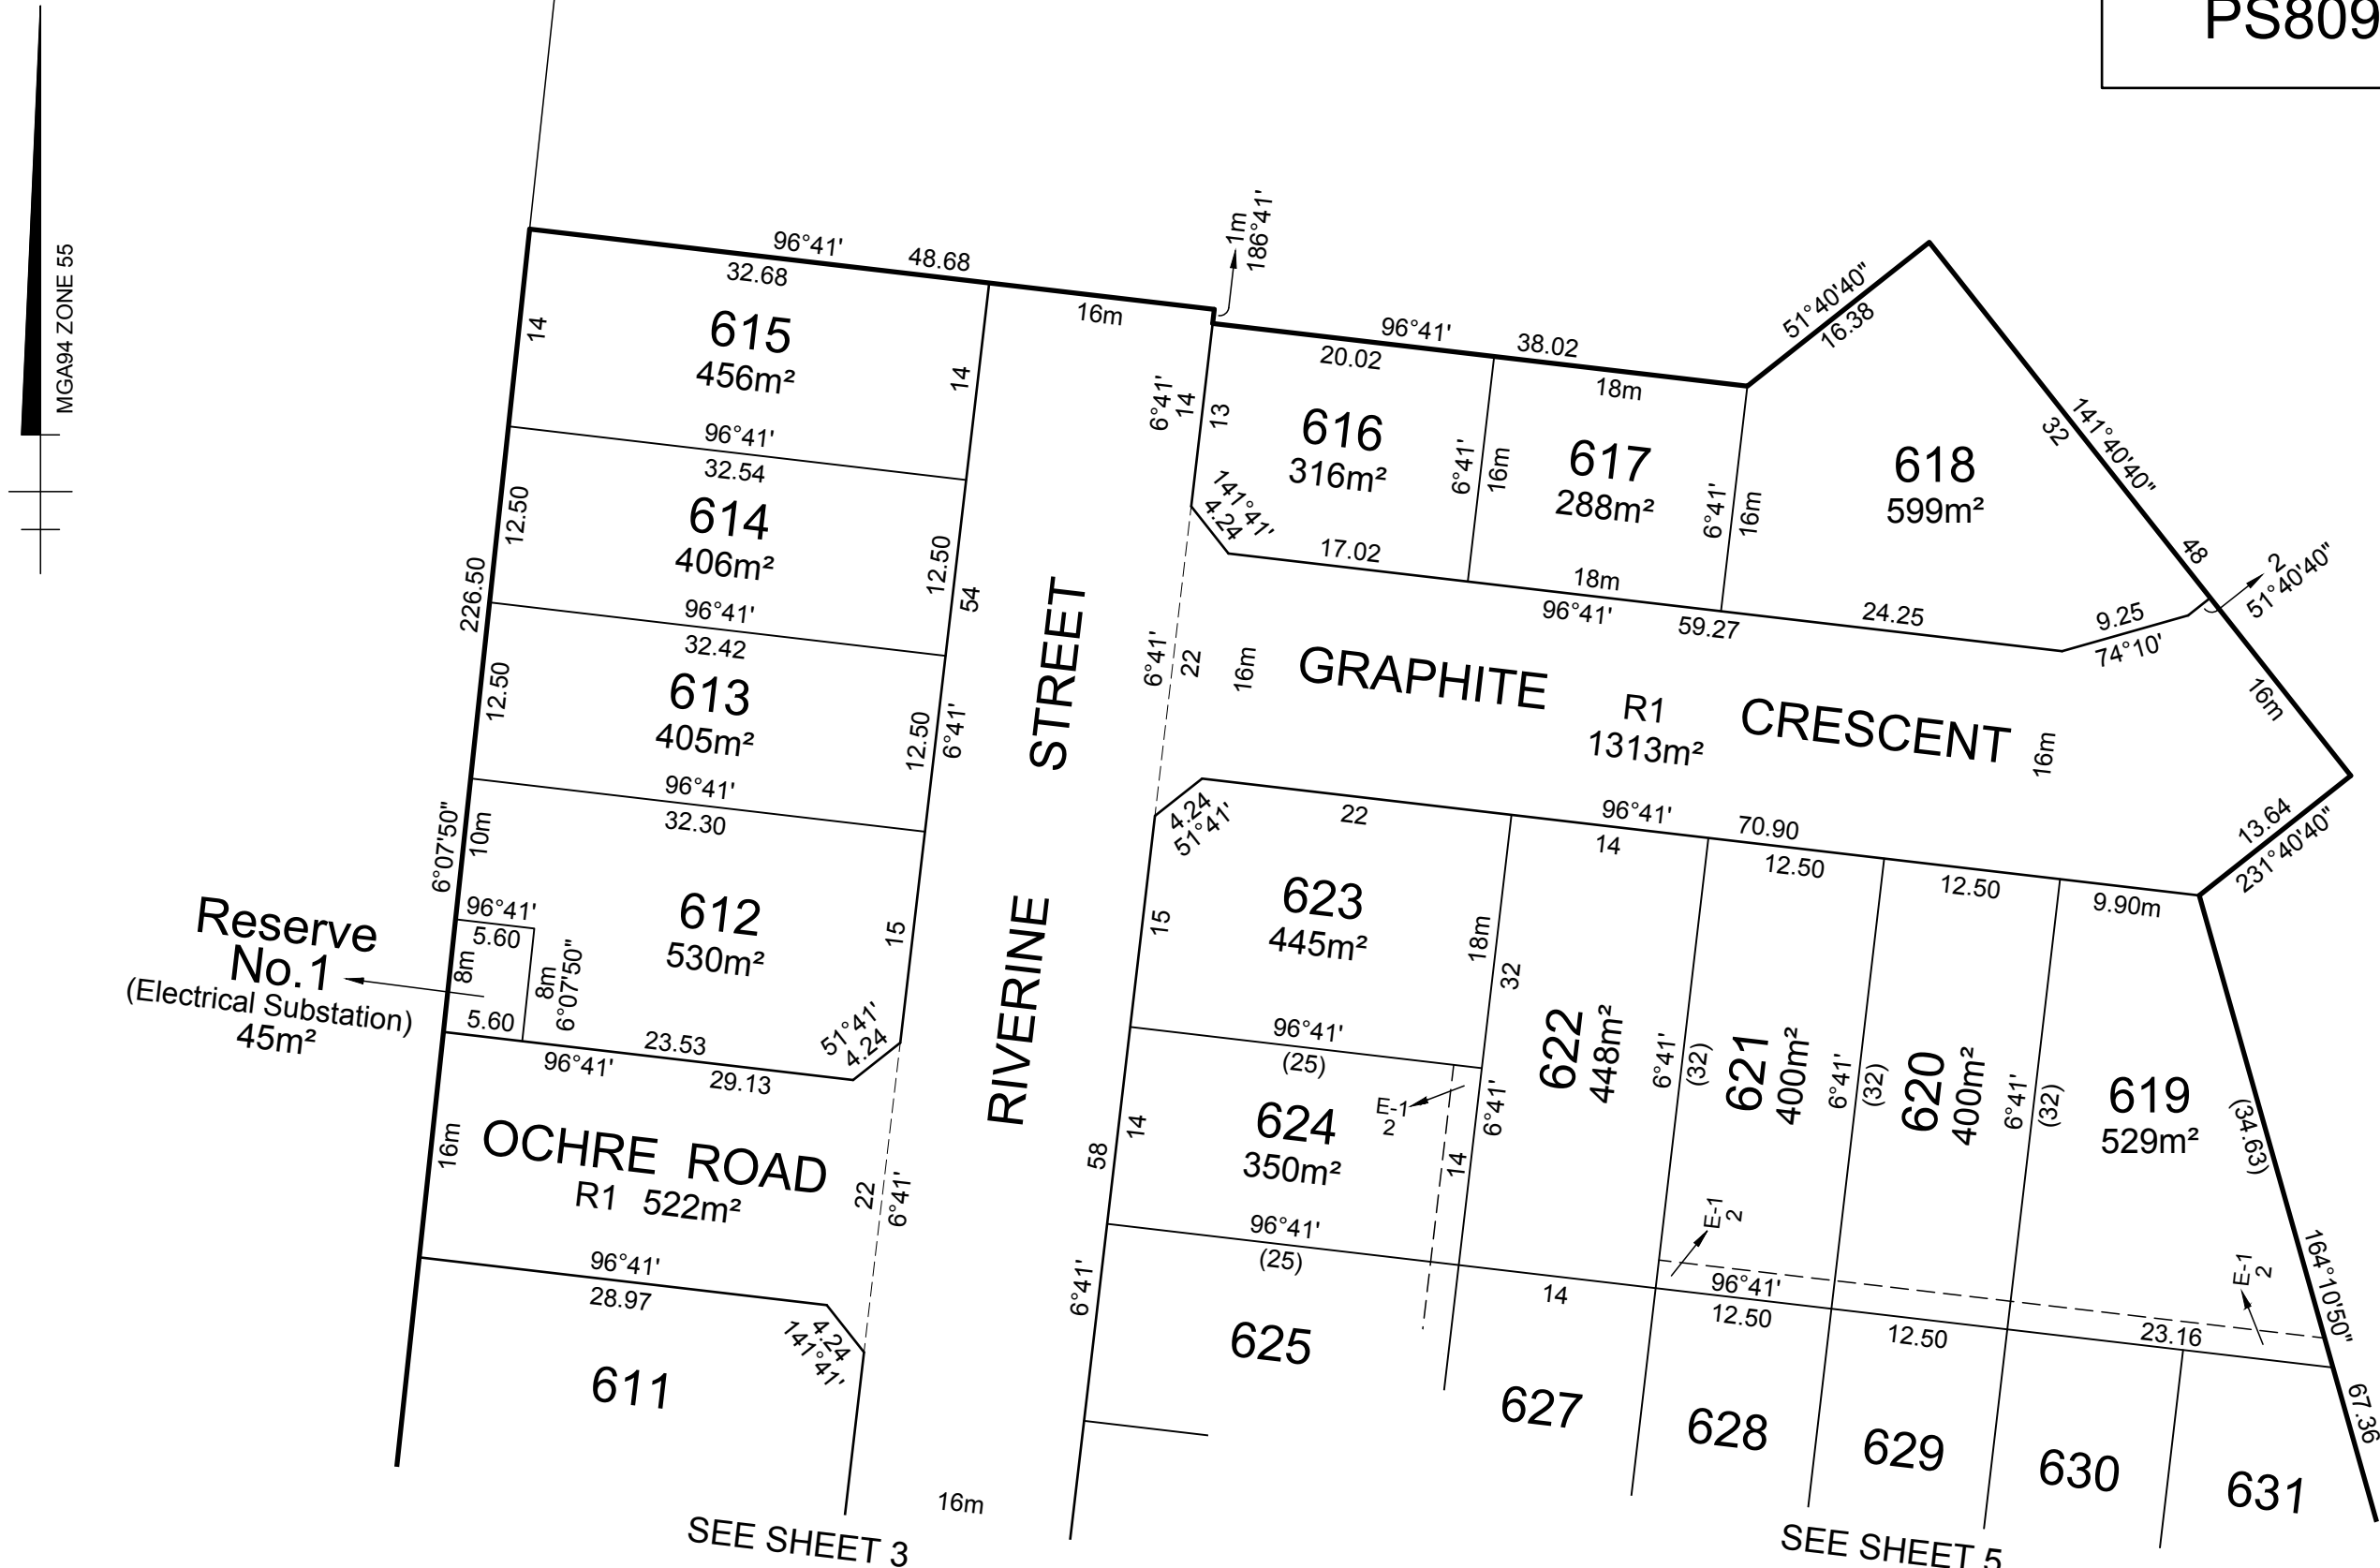 PS809
MGA94 ZONE 55
96°41'
48.68
32.68
16m
1m
186°41'
615
456m²
14
14
96°41'
32.54
614
406m²
12.50
12.50
226.50
54
96°41'
32.42
613
405m²
12.50
12.50
6°41'
96°41'
32.30
6°07'50"
10m
612
530m²
15
96°41'
5.60
8m
8m
6°07'50"
5.60
Reserve
No.1
(Electrical Substation)
45m²
23.53
96°41'
29.13
51°41'
4.24
OCHRE ROAD
R1 522m²
16m
22
6°41'
96°41'
28.97
4.24
141°41'
611
RIVERINE STREET
16m
SEE SHEET 3
96°41'
38.02
20.02
18m
6°41'
14
13
616
316m²
141°41'
4.24
17.02
6°41'
16m
617
288m²
6°41'
16m
18m
51°40'40"
16.38
618
599m²
141°40'40"
32
48
2
51°40'40"
9.25
74°10'
24.25
96°41'
59.27
6°41'
22
16m
GRAPHITE CRESCENT
R1
1313m²
16m
16m
13.64
231°40'40"
4.24
51°41'
22
96°41'
70.90
14
12.50
12.50
9.90m
623
445m²
15
18m
32
96°41'
(25)
624
350m²
E-1
2
14
14
6°41'
58
6°41'
96°41'
(25)
625
622
448m²
6°41'
(32)
621
400m²
6°41'
(32)
620
400m²
6°41'
(32)
619
529m²
(34.63)
164°10'50"
67.36
E-1
2
E-1
2
14
96°41'
12.50
12.50
23.16
627
628
629
630
631
SEE SHEET 5